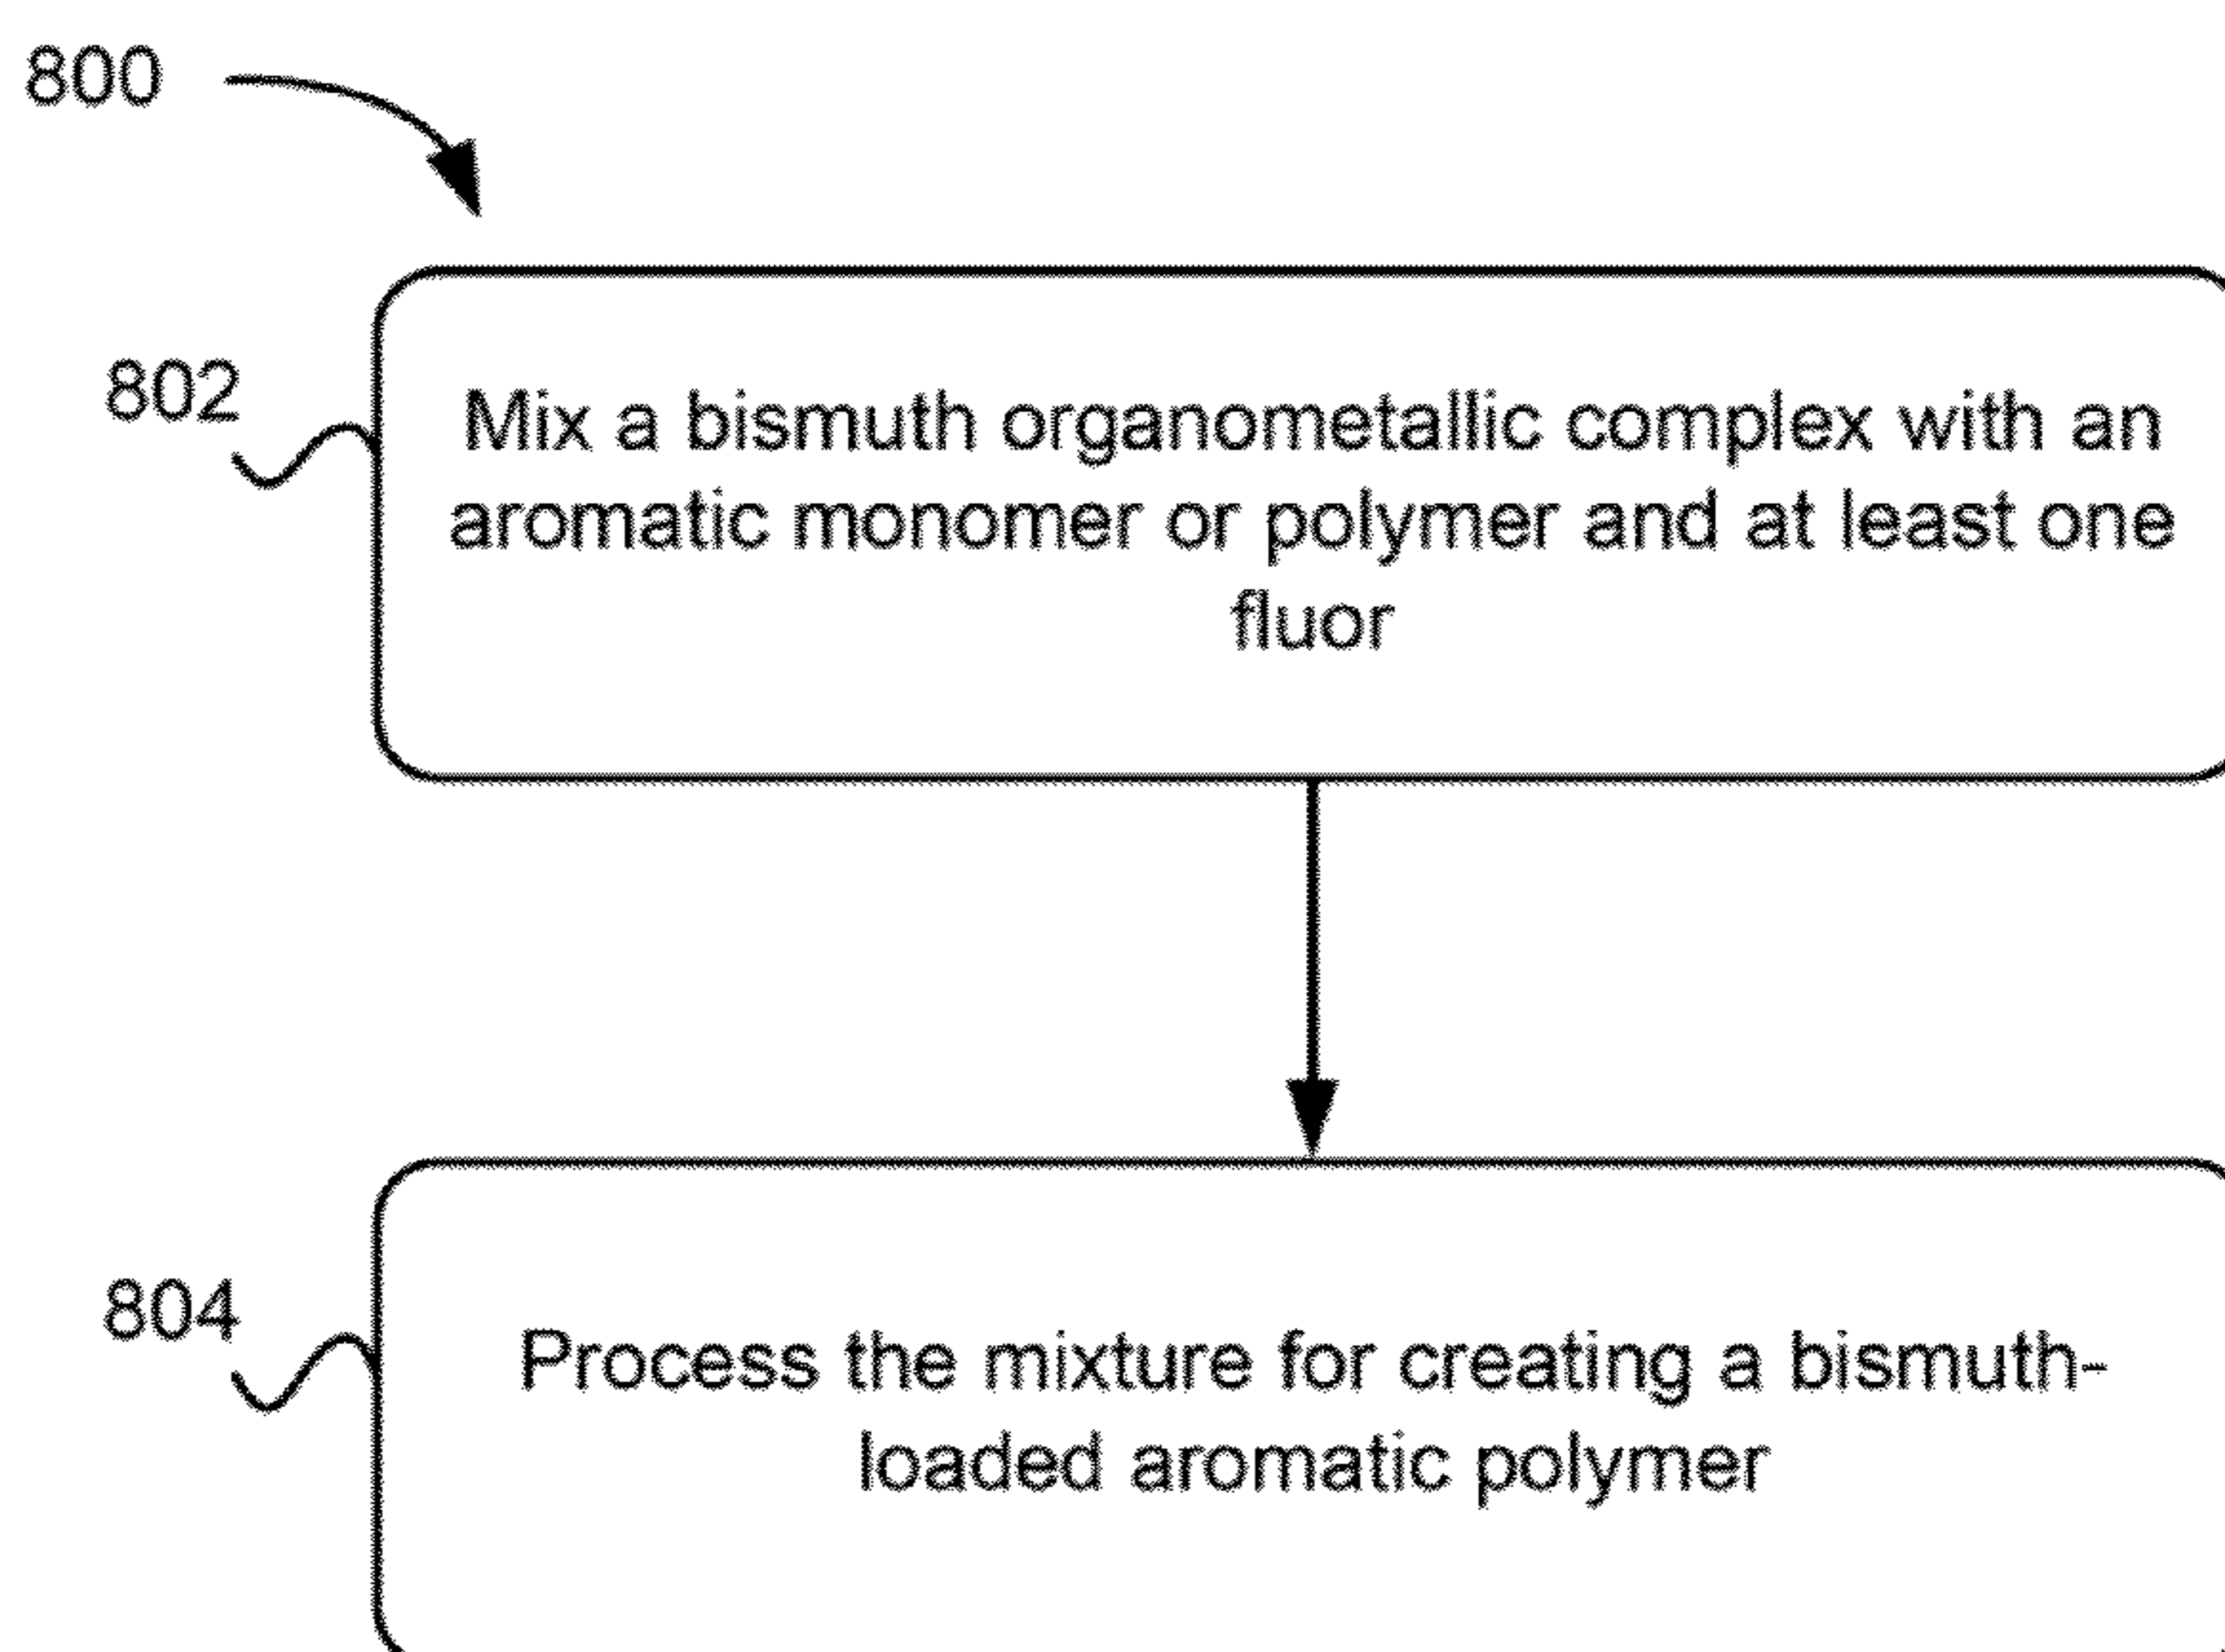 800
802
Mix a bismuth organometallic complex with an
aromatic monomer or polymer and at least one
fluor
804
Process the mixture for creating a bismuth-
loaded aromatic polymer